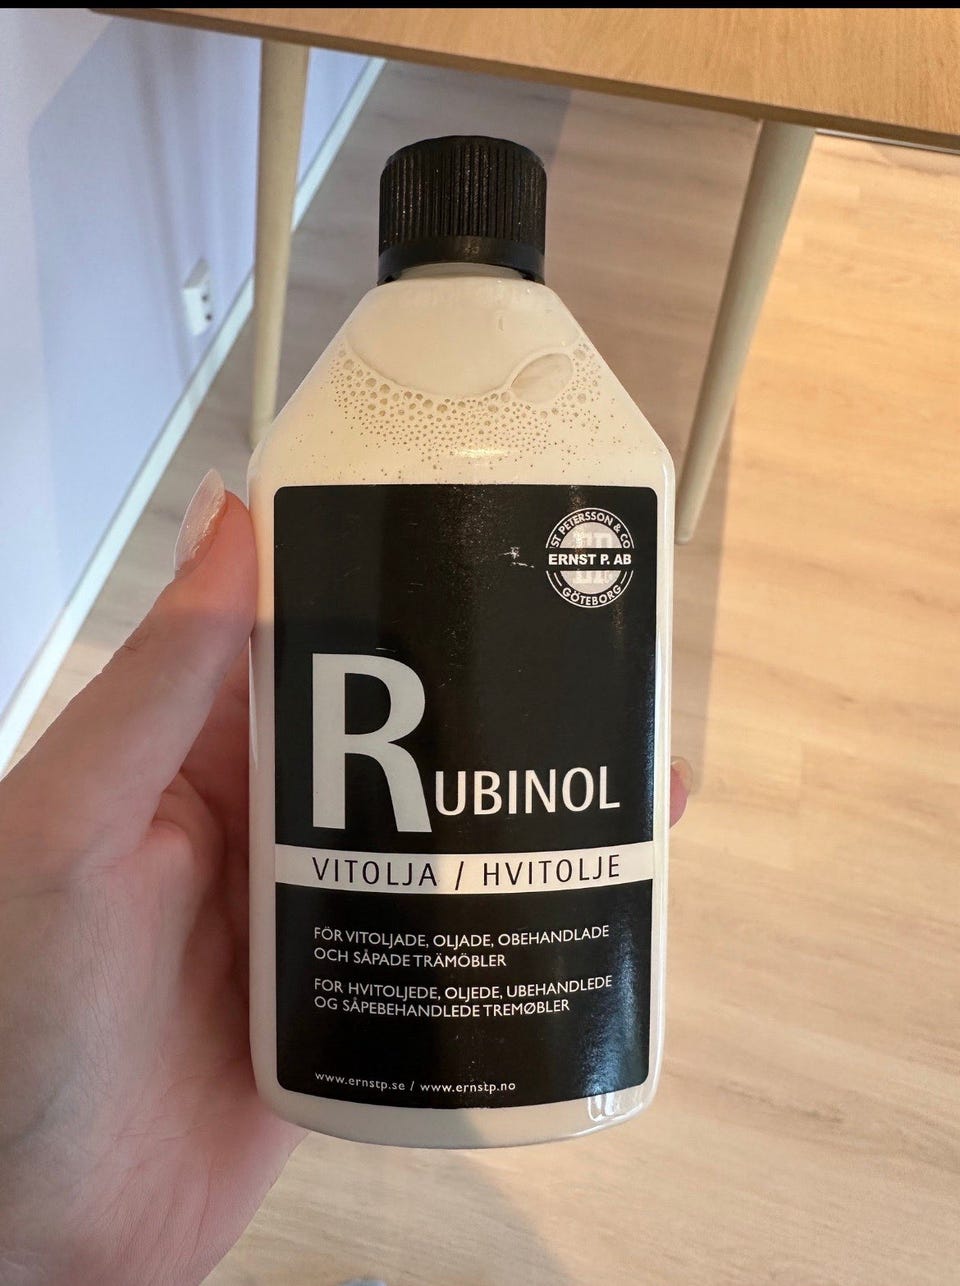 ST PETERSSON & CO
ERNST P. AB
GÖTEBORG
RUBINOL
VITOLJA / HVITOLJE
FÖR VITOLJADE, OLJADE, OBEHANDLADE
OCH SÅPADE TRÄMÖBLER
FOR HVITOLJEDE, OLJEDE, UBEHANDLEDE
OG SÅPEBEHANDLEDE TREMØBLER
www.ernstp.se / www.ernstp.no